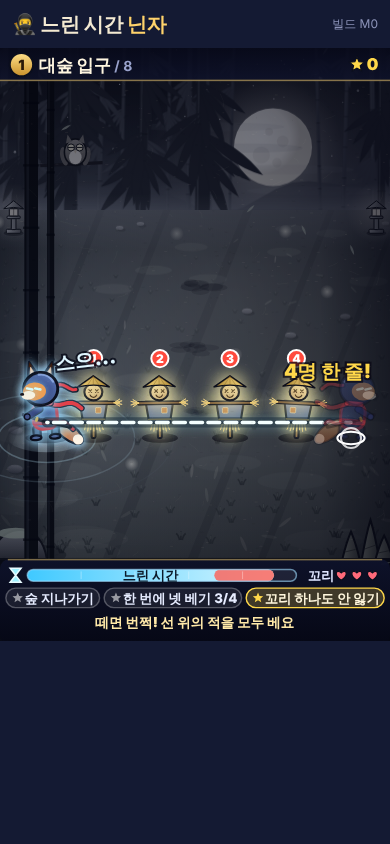 느린 시간 닌자
빌드 M0
1 대숲 입구 / 8
★ 0
스으...
2
3
4
4명 한 줄!
느린 시간
꼬리
★숲 지나가기
★한 번에 넷 베기 3/4
★꼬리 하나도 안 잃기
떼면 번쩍! 선 위의 적을 모두 베요